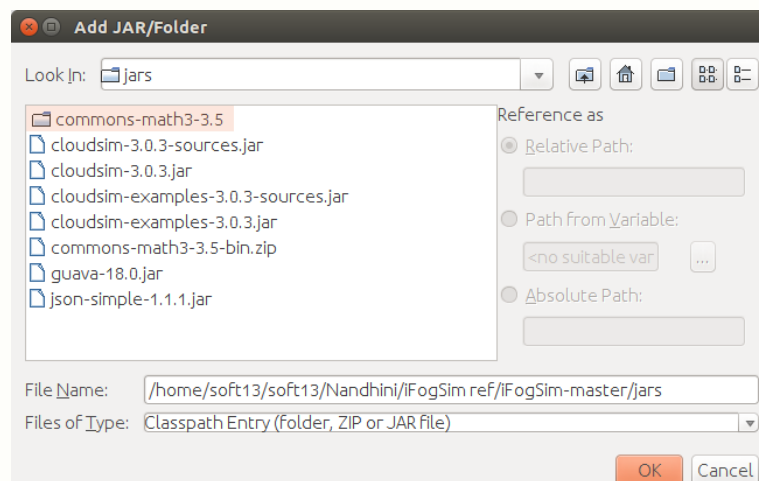 Add JAR/Folder
Look In: jars
commons-math3-3.5
cloudsim-3.0.3-sources.jar
cloudsim-3.0.3.jar
cloudsim-examples-3.0.3-sources.jar
cloudsim-examples-3.0.3.jar
commons-math3-3.5-bin.zip
guava-18.0.jar
json-simple-1.1.1.jar
Reference as
Relative Path:
Path from Variable:
<no suitable var
...
Absolute Path:
File Name: /home/soft13/soft13/Nandhini/iFogSim ref/iFogSim-master/jars
Files of Type: Classpath Entry (folder, ZIP or JAR file)
OK Cancel